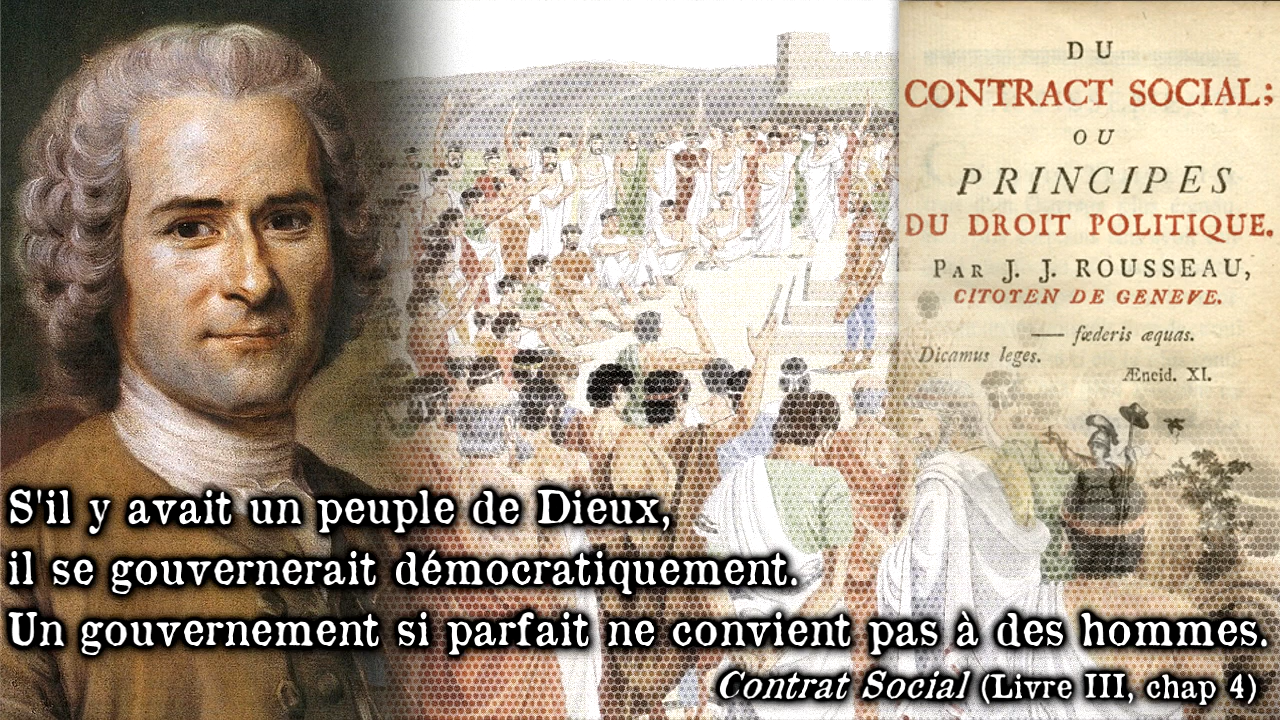 DU
CONTRACT SOCIAL;
OU
PRINCIPES
DU DROIT POLITIQUE.
PAR J. J. ROUSSEAU,
CITOYEN DE GENEVE.
— fœderis æquas.
Dicamus leges.
Æneid. XI.
S'il y avait un peuple de Dieux,
il se gouvernerait démocratiquement.
Un gouvernement si parfait ne convient pas à des hommes.
Contrat Social (Livre III, chap 4)